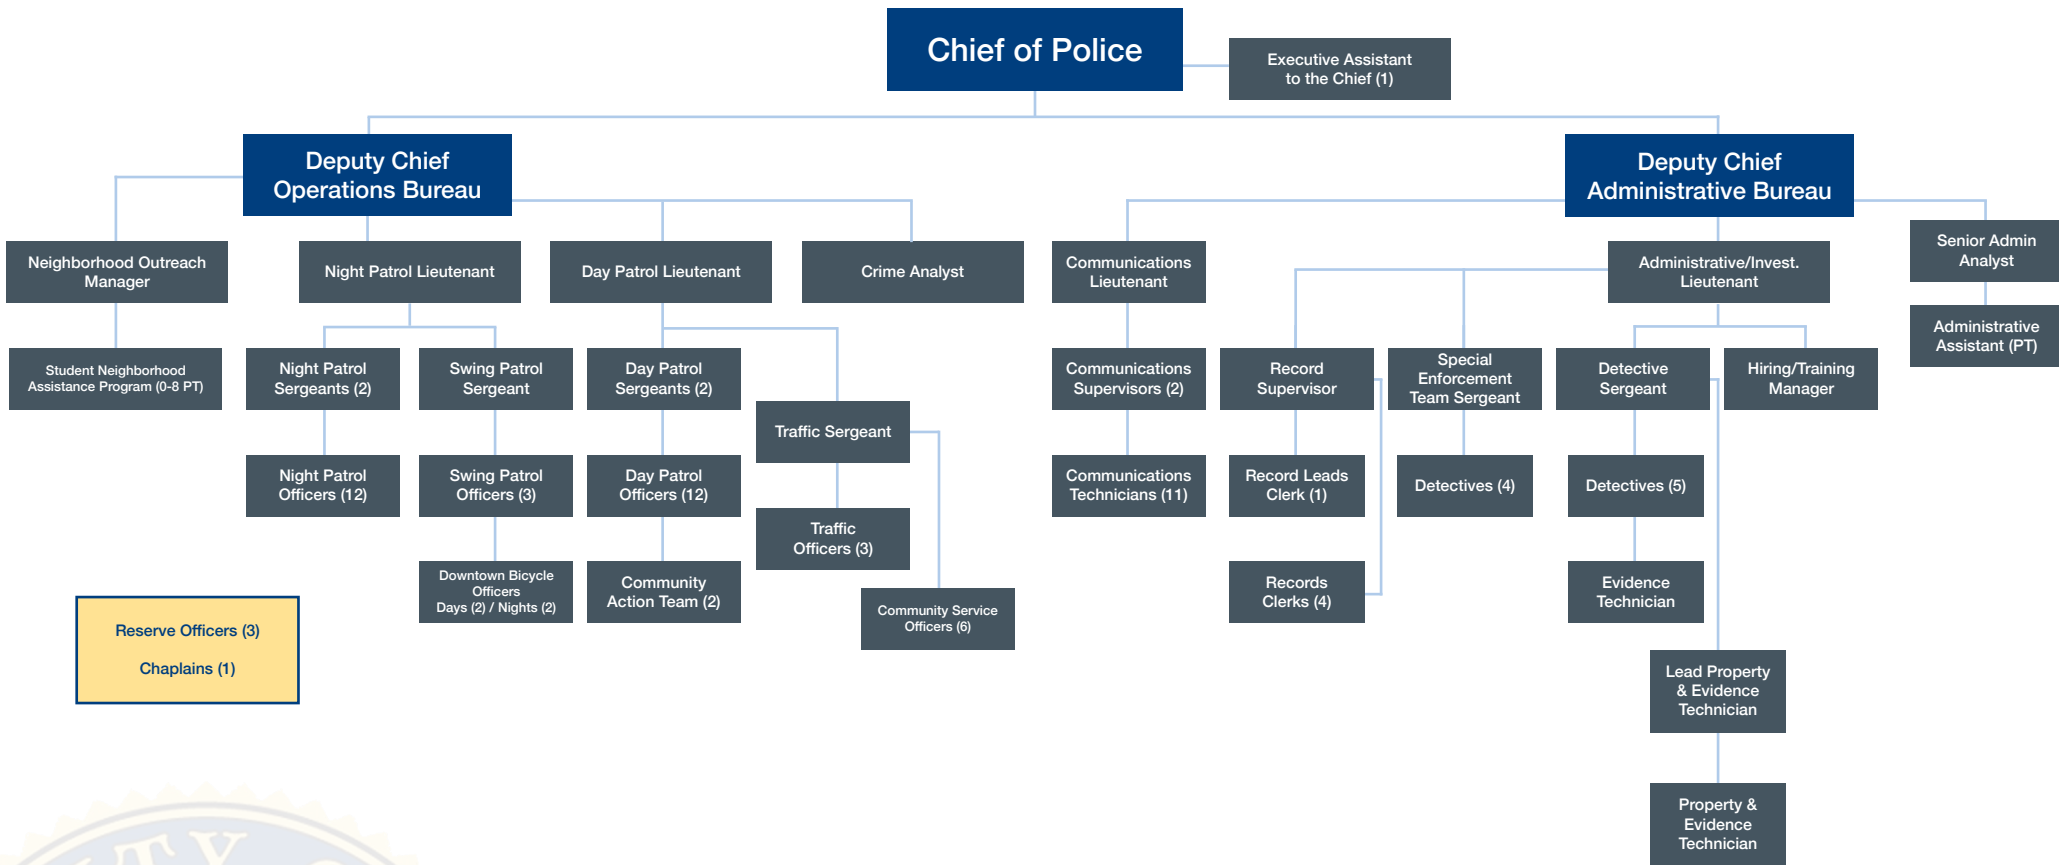 Chief of Police
Executive Assistant
to the Chief (1)
Deputy Chief
Operations Bureau
Deputy Chief
Administrative Bureau
Neighborhood Outreach
Manager
Night Patrol Lieutenant
Day Patrol Lieutenant
Crime Analyst
Communications
Lieutenant
Administrative/Invest.
Lieutenant
Senior Admin
Analyst
Administrative
Assistant (PT)
Student Neighborhood
Assistance Program (0-8 PT)
Night Patrol
Sergeants (2)
Swing Patrol
Sergeant
Day Patrol
Sergeants (2)
Traffic Sergeant
Communications
Supervisors (2)
Record
Supervisor
Special
Enforcement
Team Sergeant
Detective
Sergeant
Hiring/Training
Manager
Night Patrol
Officers (12)
Swing Patrol
Officers (3)
Day Patrol
Officers (12)
Traffic
Officers (3)
Communications
Technicians (11)
Record Leads
Clerk (1)
Detectives (4)
Detectives (5)
Downtown Bicycle
Officers
Days (2) / Nights (2)
Community
Action Team (2)
Community Service
Officers (6)
Records
Clerks (4)
Evidence
Technician
Reserve Officers (3)
Chaplains (1)
Lead Property
& Evidence
Technician
Property &
Evidence
Technician